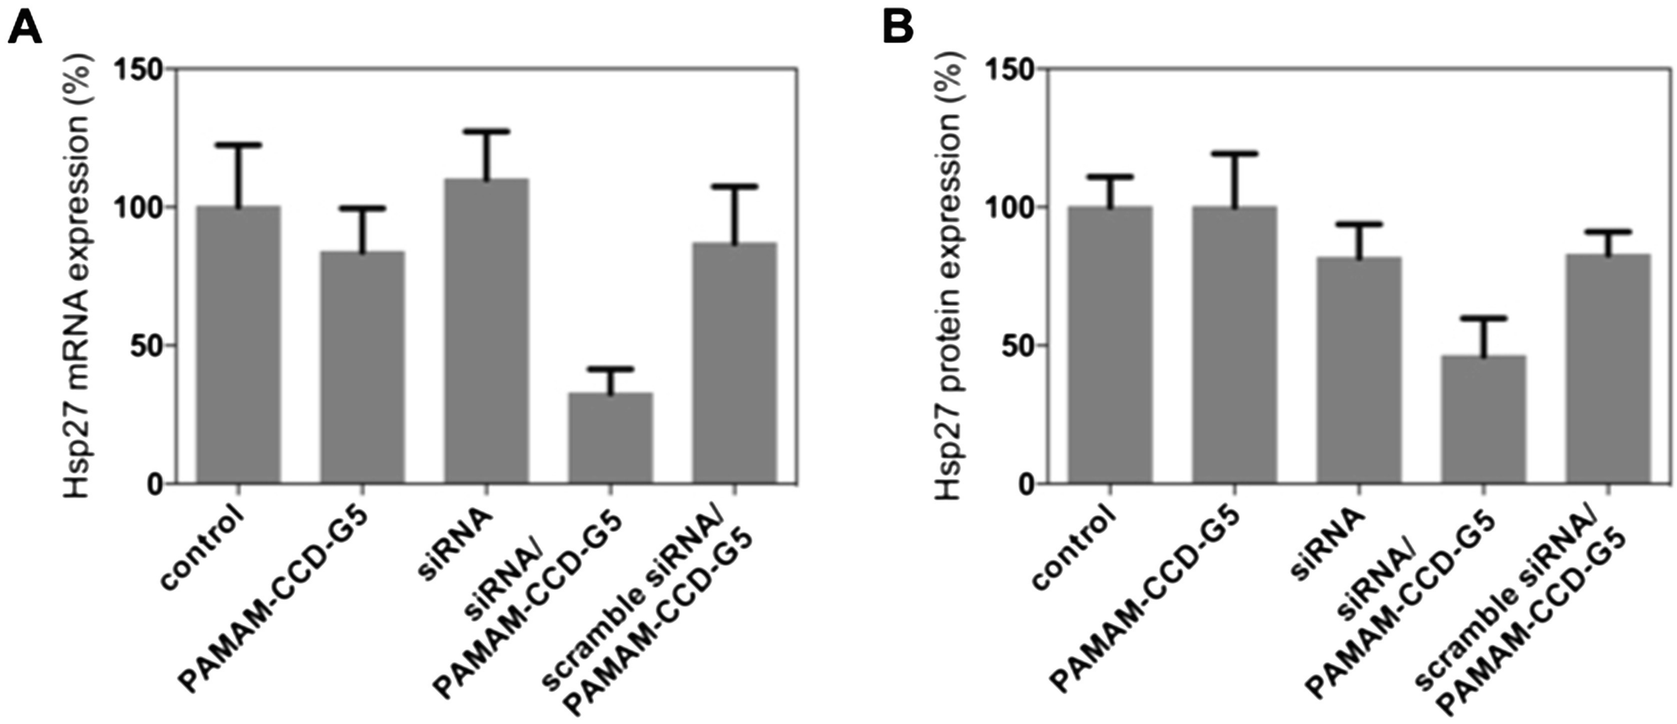 A
Hsp27 mRNA expression (%)
150
100
50
0
control
PAMAM-CCD-G5
siRNA
siRNA/
PAMAM-CCD-G5
scramble siRNA/
PAMAM-CCD-G5
B
Hsp27 protein expression (%)
150
100
50
0
control
PAMAM-CCD-G5
siRNA
siRNA/
PAMAM-CCD-G5
scramble siRNA/
PAMAM-CCD-G5